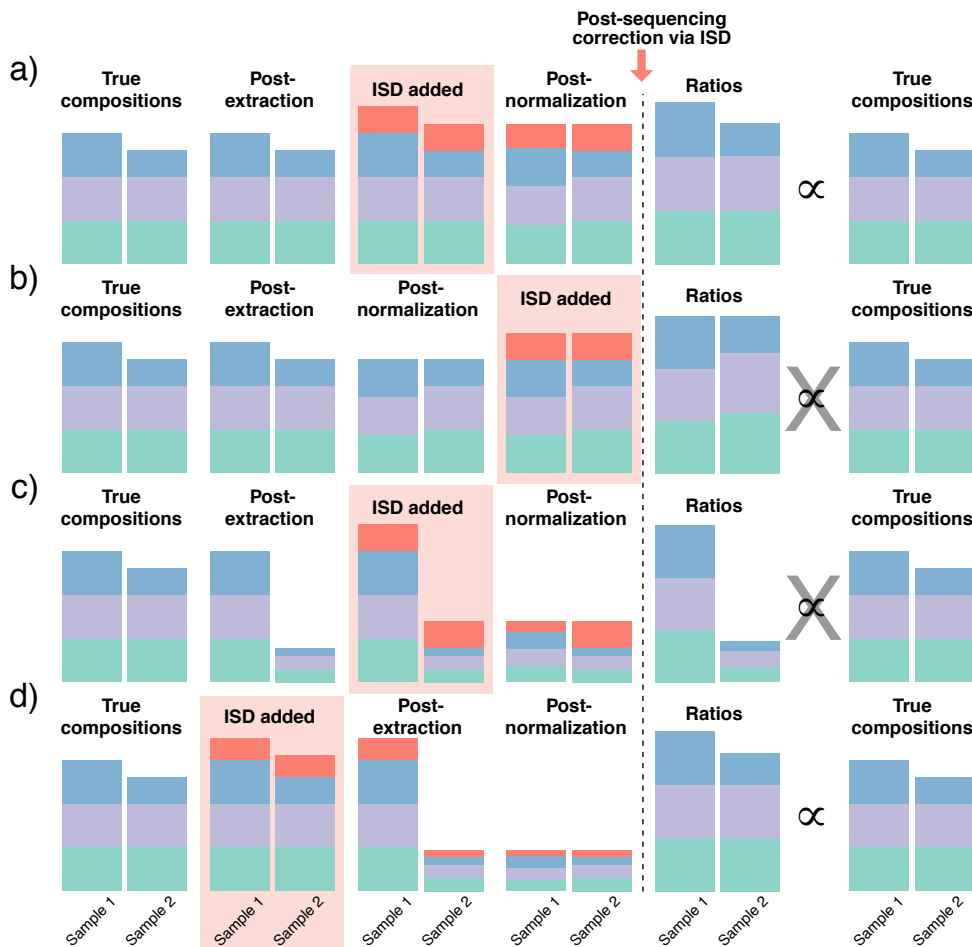 Post-sequencing
correction via ISD
a)
True
compositions
Post-
extraction
ISD added
Post-
normalization
Ratios
∝
True
compositions
b)
True
compositions
Post-
extraction
Post-
normalization
ISD added
Ratios
X
∝
True
compositions
c)
True
compositions
Post-
extraction
ISD added
Post-
normalization
Ratios
X
∝
True
compositions
d)
True
compositions
ISD added
Post-
extraction
Post-
normalization
Ratios
∝
True
compositions
Sample 1
Sample 2
Sample 1
Sample 2
Sample 1
Sample 2
Sample 1
Sample 2
Sample 1
Sample 2
Sample 1
Sample 2